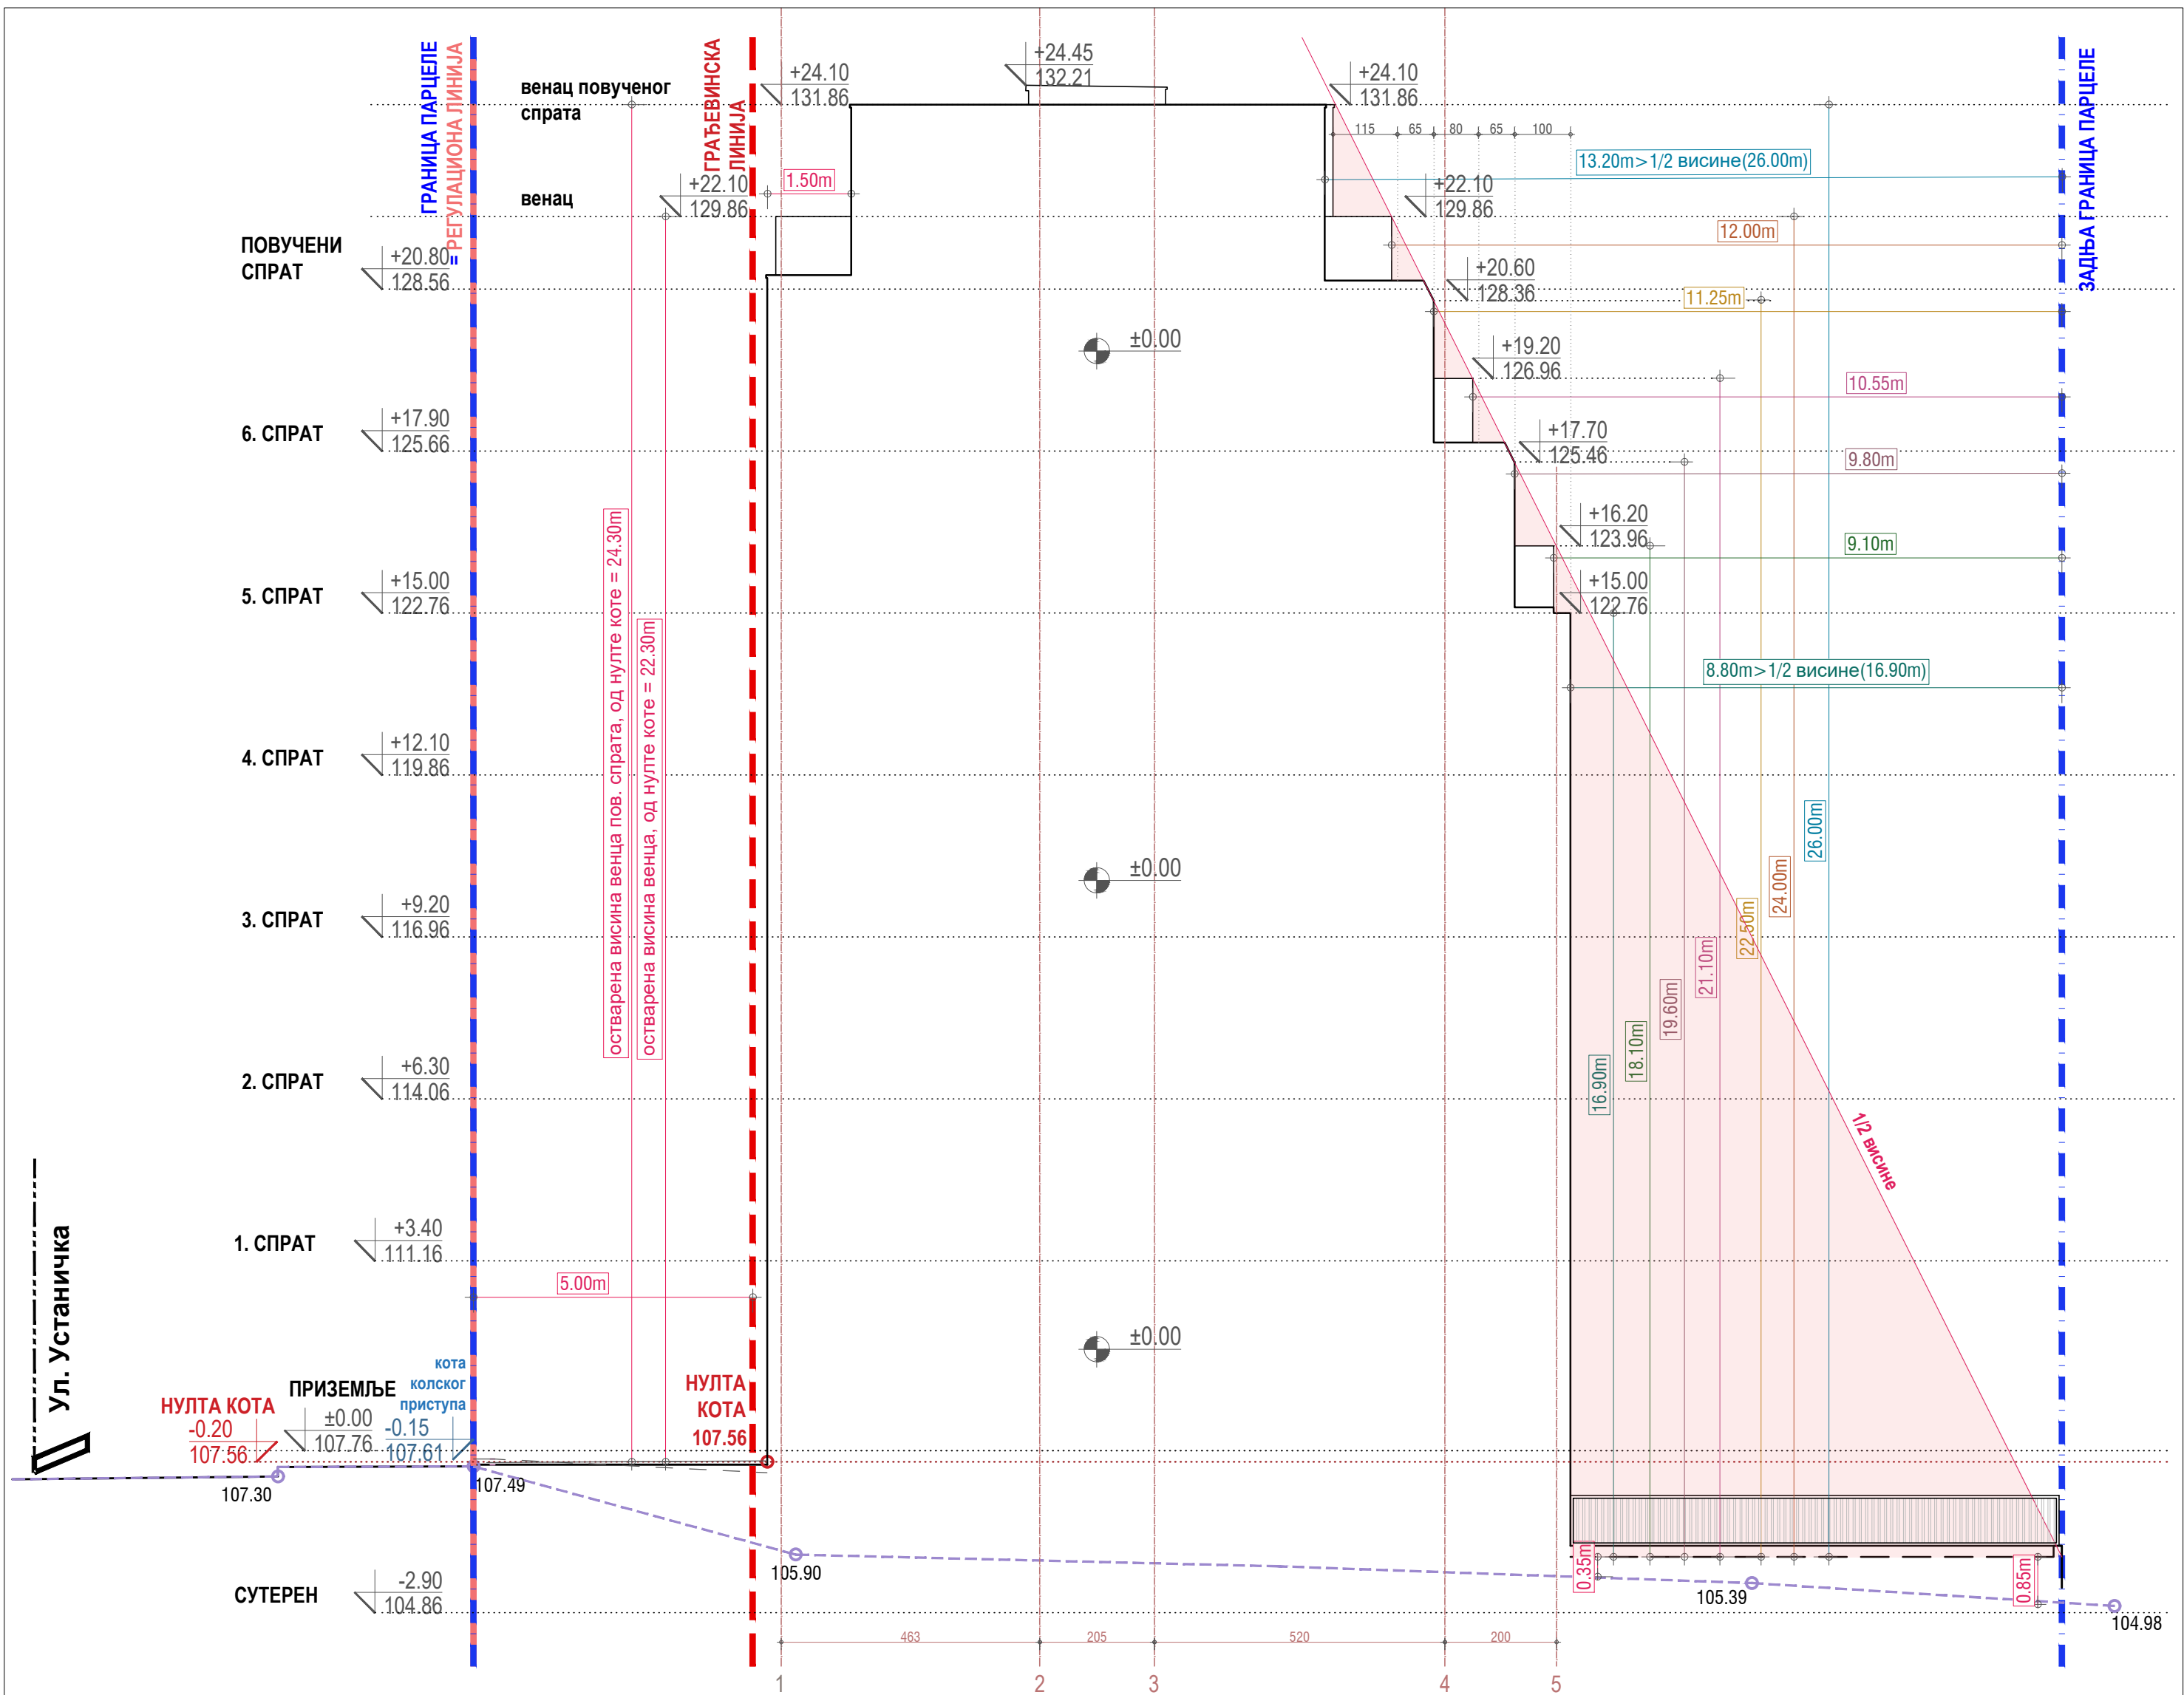 ГРАНИЦА ПАРЦЕЛЕ
= РЕГУЛАЦИОНА ЛИНИЈА
ГРАЂЕВИНСКА
ЛИНИЈА
ЗАДЊА ГРАНИЦА ПАРЦЕЛЕ
венац повученог
спрата
+24.10
131.86
+24.45
132.21
+24.10
131.86
115
65
80
65
100
13.20m>1/2 висине(26.00m)
венац
+22.10
129.86
1.50m
+22.10
129.86
12.00m
ПОВУЧЕНИ
СПРАТ
+20.80
128.56
+20.60
128.36
11.25m
±0.00
+19.20
126.96
10.55m
6. СПРАТ
+17.90
125.66
+17.70
125.46
9.80m
+16.20
123.96
9.10m
5. СПРАТ
+15.00
122.76
+15.00
122.76
8.80m>1/2 висине(16.90m)
остварена висина венца пов. спрата, од нулте коте = 24.30m
остварена висина венца, од нулте коте = 22.30m
4. СПРАТ
+12.10
119.86
±0.00
3. СПРАТ
+9.20
116.96
16.90m
18.10m
19.60m
21.10m
22.50m
24.00m
26.00m
2. СПРАТ
+6.30
114.06
1/2 висине
1. СПРАТ
+3.40
111.16
5.00m
±0.00
Ул. Устаничка
НУЛТА КОТА
-0.20
107.56
ПРИЗЕМЉЕ
±0.00
107.76
кота
колског
приступа
-0.15
107.61
НУЛТА
КОТА
107.56
107.30
107.49
105.90
0.35m
105.39
0.85m
104.98
СУТЕРЕН
-2.90
104.86
463
205
520
200
1
2
3
4
5